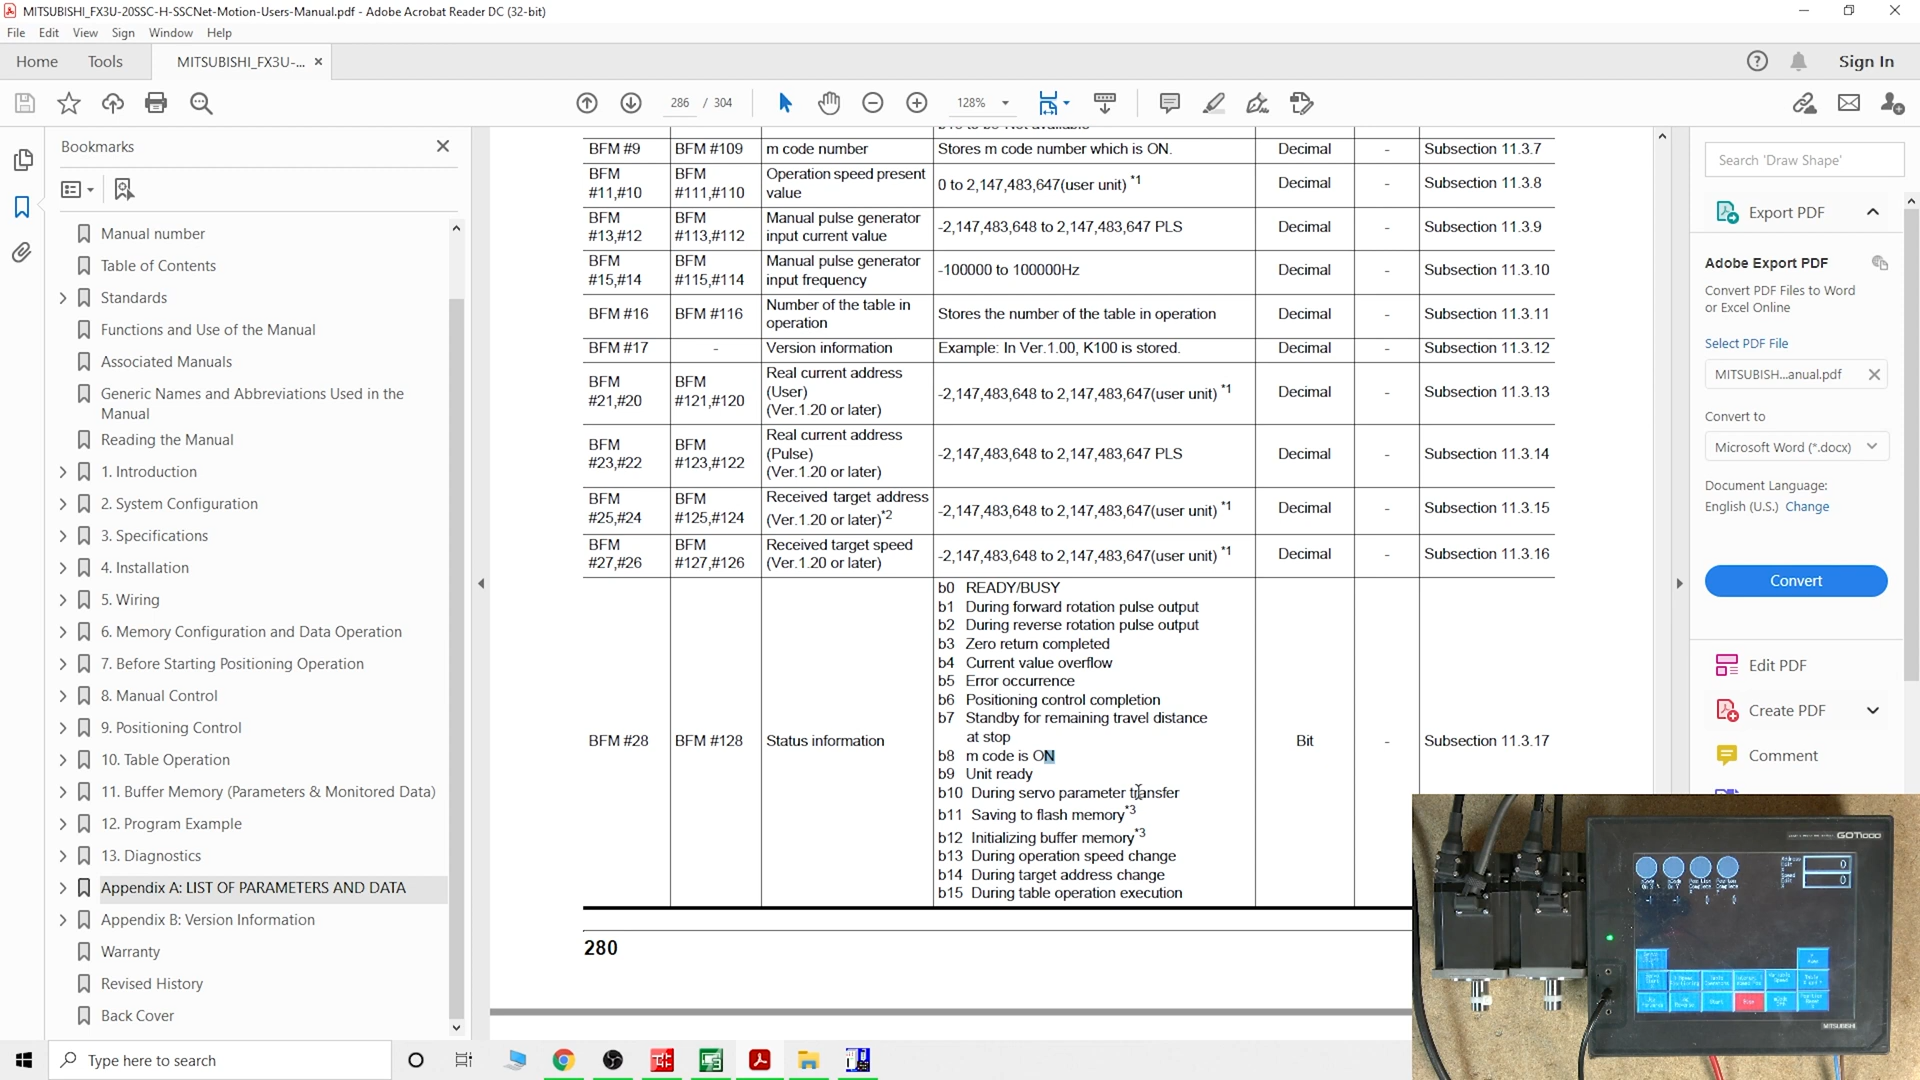 MITSUBISHI_FX3U-20SSC-H-SSCNet-Motion-Users-Manual.pdf - Adobe Acrobat Reader DC (32-bit)
File Edit View Sign Window Help
Home Tools MITSUBISHI_FX3U-... × Sign In
286 / 304 128%
Bookmarks
Manual number
Table of Contents
Standards
Functions and Use of the Manual
Associated Manuals
Generic Names and Abbreviations Used in the
Manual
Reading the Manual
1. Introduction
2. System Configuration
3. Specifications
4. Installation
5. Wiring
6. Memory Configuration and Data Operation
7. Before Starting Positioning Operation
8. Manual Control
9. Positioning Control
10. Table Operation
11. Buffer Memory (Parameters & Monitored Data)
12. Program Example
13. Diagnostics
Appendix A: LIST OF PARAMETERS AND DATA
Appendix B: Version Information
Warranty
Revised History
Back Cover
BFM #9 BFM #109 m code number Stores m code number which is ON. Decimal - Subsection 11.3.7
BFM #11,#10 BFM #111,#110 Operation speed present value 0 to 2,147,483,647(user unit) *1 Decimal - Subsection 11.3.8
BFM #13,#12 BFM #113,#112 Manual pulse generator input current value -2,147,483,648 to 2,147,483,647 PLS Decimal - Subsection 11.3.9
BFM #15,#14 BFM #115,#114 Manual pulse generator input frequency -100000 to 100000Hz Decimal - Subsection 11.3.10
BFM #16 BFM #116 Number of the table in operation Stores the number of the table in operation Decimal - Subsection 11.3.11
BFM #17 - Version information Example: In Ver.1.00, K100 is stored. Decimal - Subsection 11.3.12
BFM #21,#20 BFM #121,#120 Real current address (User) (Ver.1.20 or later) -2,147,483,648 to 2,147,483,647(user unit) *1 Decimal - Subsection 11.3.13
BFM #23,#22 BFM #123,#122 Real current address (Pulse) (Ver.1.20 or later) -2,147,483,648 to 2,147,483,647 PLS Decimal - Subsection 11.3.14
BFM #25,#24 BFM #125,#124 Received target address (Ver.1.20 or later)*2 -2,147,483,648 to 2,147,483,647(user unit) *1 Decimal - Subsection 11.3.15
BFM #27,#26 BFM #127,#126 Received target speed (Ver.1.20 or later) -2,147,483,648 to 2,147,483,647(user unit) *1 Decimal - Subsection 11.3.16
BFM #28 BFM #128 Status information Bit - Subsection 11.3.17
b0 READY/BUSY
b1 During forward rotation pulse output
b2 During reverse rotation pulse output
b3 Zero return completed
b4 Current value overflow
b5 Error occurrence
b6 Positioning control completion
b7 Standby for remaining travel distance
at stop
b8 m code is ON
b9 Unit ready
b10 During servo parameter transfer
b11 Saving to flash memory*3
b12 Initializing buffer memory*3
b13 During operation speed change
b14 During target address change
b15 During table operation execution
280
Search 'Draw Shape'
Export PDF
Adobe Export PDF
Convert PDF Files to Word
or Excel Online
Select PDF File
MITSUBISH...anual.pdf
Convert to
Microsoft Word (*.docx)
Document Language:
English (U.S.) Change
Convert
Edit PDF
Create PDF
Comment
GOT1000
0
0
MITSUBISHI
Type here to search